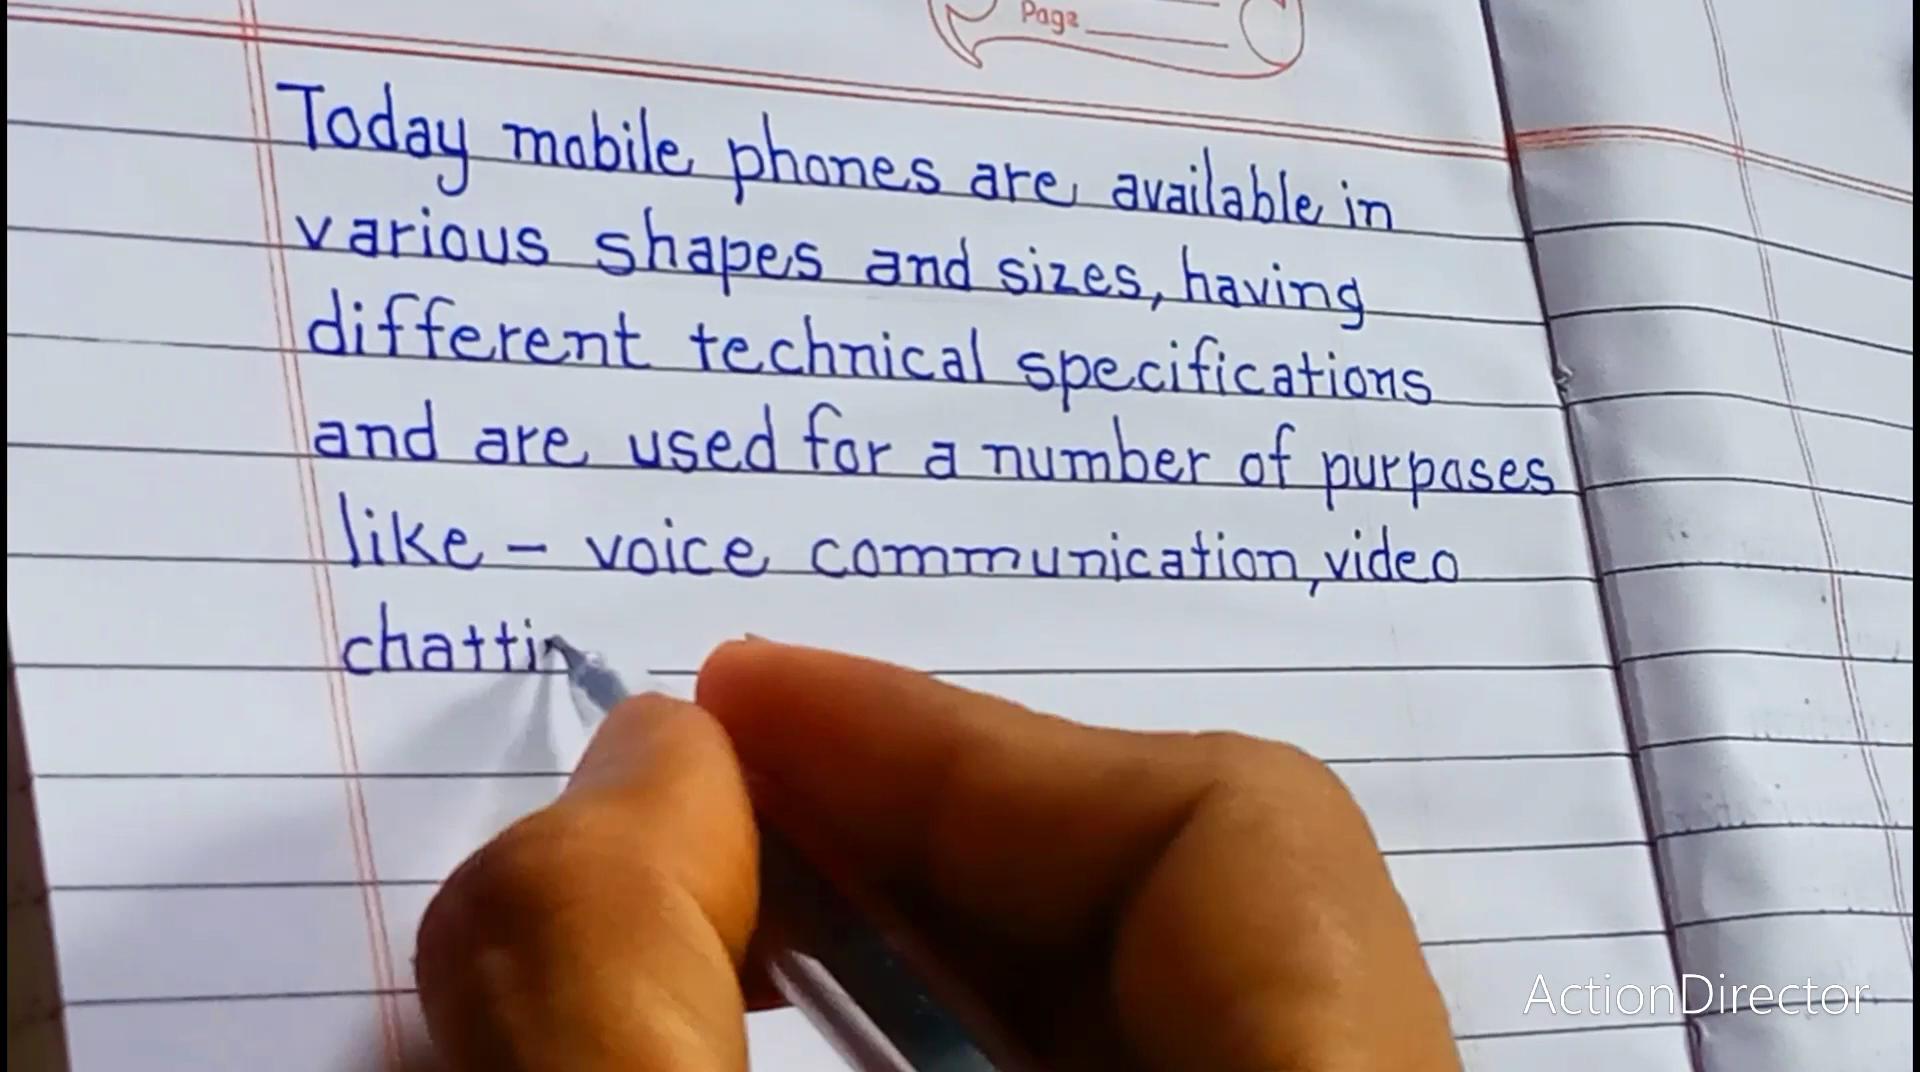 Page
Today mobile phones are available in
various shapes and sizes, having
different technical specifications
and are used for a number of purposes
like – voice communication, video
chattin
ActionDirector